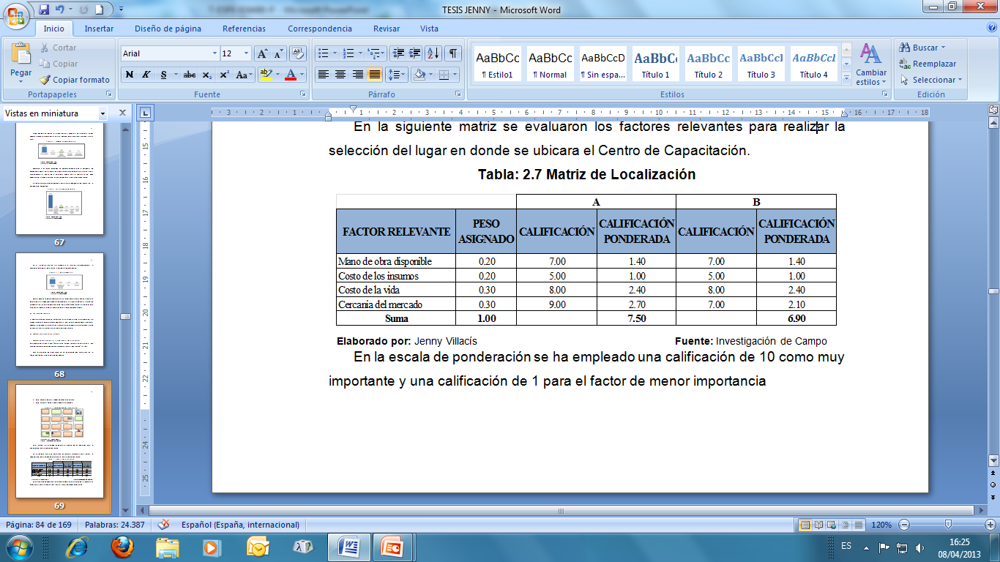 TESIS JENNY - Microsoft Word
Inicio Insertar Diseño de página Referencias Correspondencia Revisar Vista
Pegar
Cortar
Copiar
Copiar formato
Portapapeles
Arial 12
N K S abc x₂ x² Aa
Fuente
Párrafo
AaBbCc AaBbCc AaBbCcD AaBbC AaBbCc AaBbCcI AaBbCcI
¶ Estilo1 ¶ Normal ¶ Sin espa... Título 1 Título 2 Título 3 Título 4
Cambiar estilos
Estilos
Buscar
Reemplazar
Seleccionar
Edición
Vistas en miniatura
67
68
69
En la siguiente matriz se evaluaron los factores relevantes para realizar la
selección del lugar en donde se ubicara el Centro de Capacitación.
Tabla: 2.7 Matriz de Localización
A B
FACTOR RELEVANTE PESO ASIGNADO CALIFICACIÓN CALIFICACIÓN PONDERADA CALIFICACIÓN CALIFICACIÓN PONDERADA
Mano de obra disponible 0.20 7.00 1.40 7.00 1.40
Costo de los insumos 0.20 5.00 1.00 5.00 1.00
Costo de la vida 0.30 8.00 2.40 8.00 2.40
Cercania del mercado 0.30 9.00 2.70 7.00 2.10
Suma 1.00 7.50 6.90
Elaborado por: Jenny Villacís Fuente: Investigación de Campo
En la escala de ponderación se ha empleado una calificación de 10 como muy
importante y una calificación de 1 para el factor de menor importancia
Página: 84 de 169 Palabras: 24.387 Español (España, internacional) 120%
ES 16:25
08/04/2013